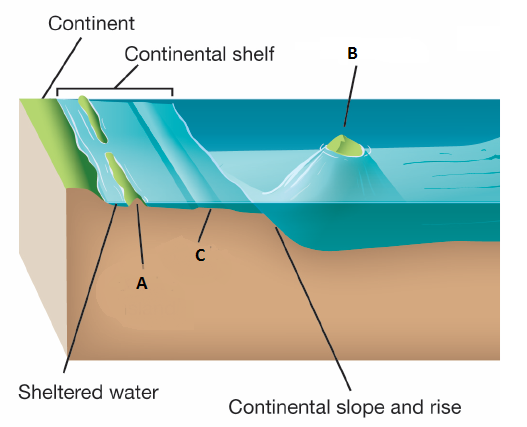 Continent
Continental shelf
B
C
A
Sheltered water
Continental slope and rise